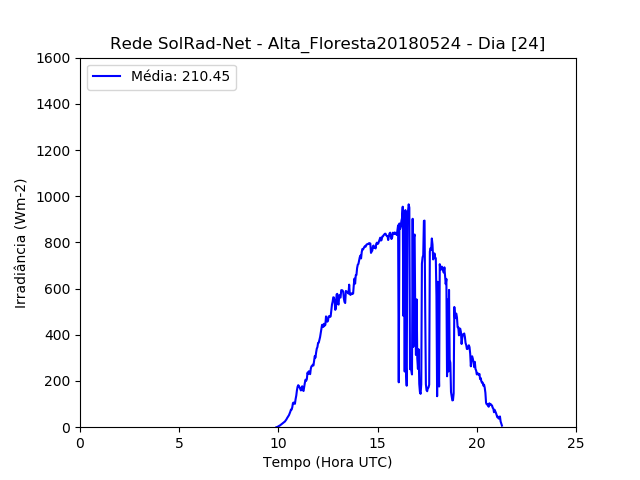 Rede SolRad-Net - Alta_Floresta20180524 - Dia [24]
Média: 210.45
Irradiância (Wm-2)
1600
1400
1200
1000
800
600
400
200
0
0 5 10 15 20 25
Tempo (Hora UTC)